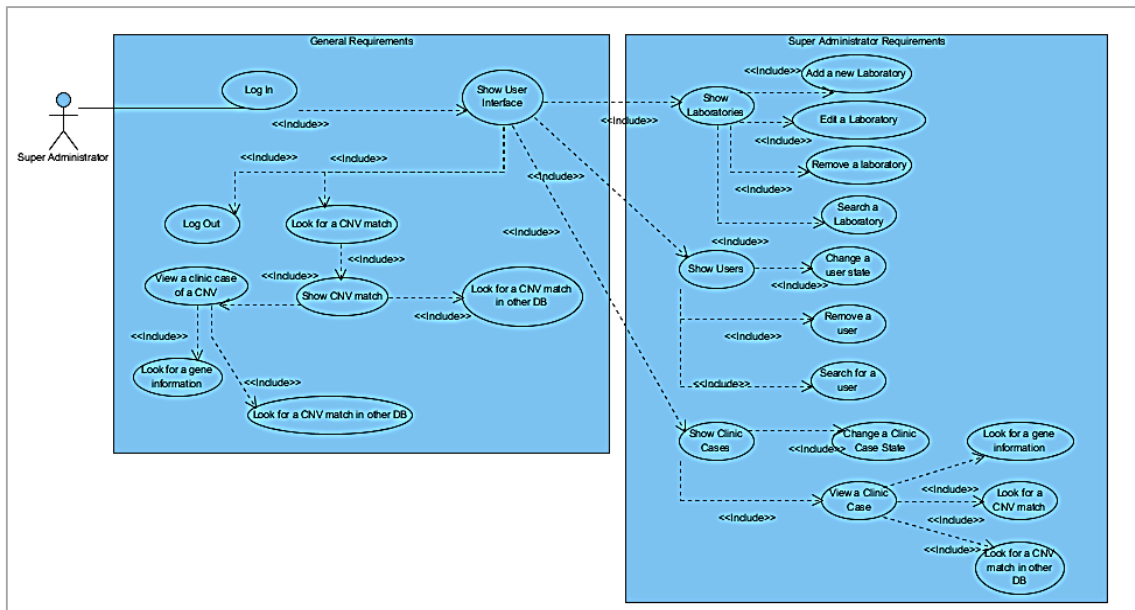 General Requirements
Super Administrator Requirements
Super Administrator
Log In
<<Include>>
Show User
Interface
<<Include>>
<<Include>>
<<Include>>
<<Include>>
Log Out
Look for a CNV match
<<Include>>
<<Include>>
View a clinic case
of a CNV
<<Include>>
Show CNV match
<<Include>>
Look for a CNV match
in other DB
<<Include>>
Look for a gene
information
<<Include>>
Look for a CNV match in other DB
<<Include>>
Show
Laboratories
<<Include>>
Add a new Laboratory
<<Include>>
Edit a Laboratory
Remove a laboratory
<<Include>>
Search a
Laboratory
<<Include>>
Show Users
Change a
user state
<<Include>>
Remove a
user
<<Include>>
Search for a
user
<<Include>>
Show Clinic
Cases
Change a Clinic
Case State
<<Include>>
View a Clinic
Case
<<Include>>
Look for a gene
information
<<Include>>
Look for a
CNV match
<<Include>>
<<Include>>
Look for a CNV
match in other
DB